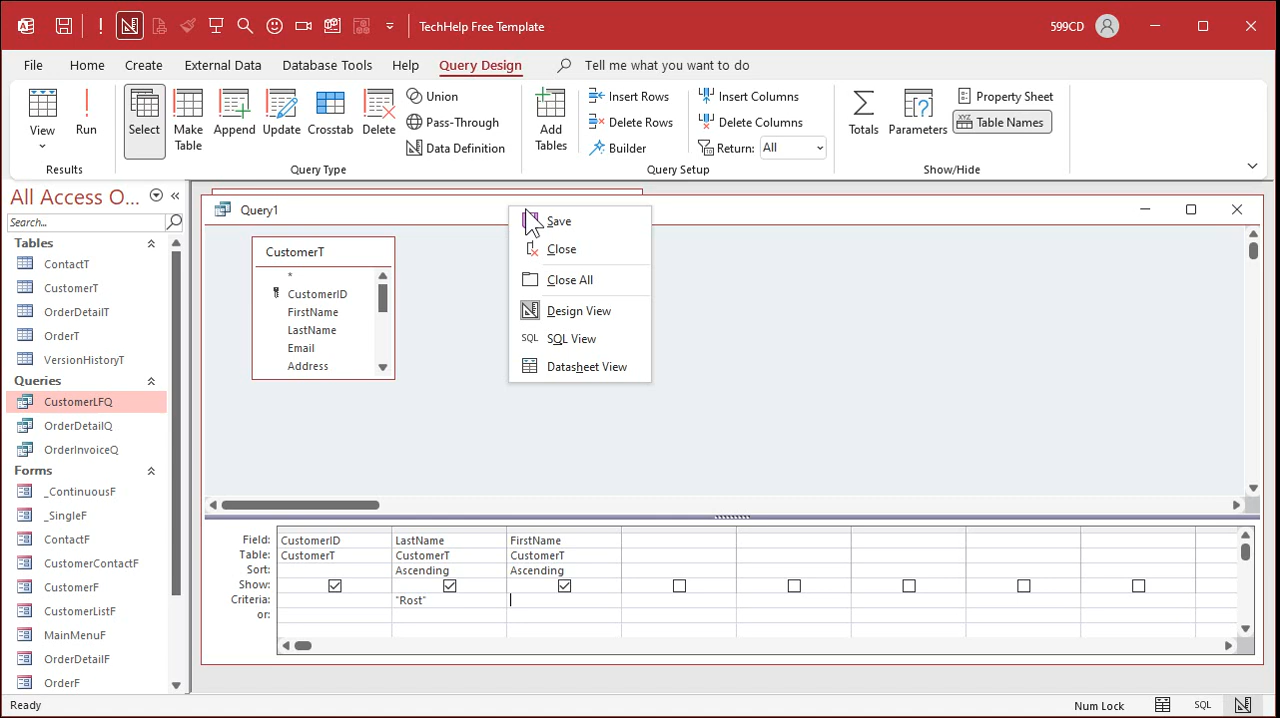 TechHelp Free Template
599CD
File Home Create External Data Database Tools Help Query Design Tell me what you want to do
View
Run
Results
Select
Make Table
Append
Update
Crosstab
Delete
Union
Pass-Through
Data Definition
Query Type
Add Tables
Insert Rows
Delete Rows
Builder
Insert Columns
Delete Columns
Return: All
Query Setup
Totals
Parameters
Property Sheet
XYZ Table Names
Show/Hide
All Access O...
Search...
Tables
ContactT
CustomerT
OrderDetailT
OrderT
VersionHistoryT
Queries
CustomerLFQ
OrderDetailQ
OrderInvoiceQ
Forms
_ContinuousF
_SingleF
ContactF
CustomerContactF
CustomerF
CustomerListF
MainMenuF
OrderDetailF
OrderF
Query1
CustomerT
*
CustomerID
FirstName
LastName
Email
Address
Save
Close
Close All
Design View
SQL SQL View
Datasheet View
Field: CustomerID LastName FirstName
Table: CustomerT CustomerT CustomerT
Sort: Ascending Ascending
Show:
Criteria: "Rost"
or:
Ready
Num Lock
SQL